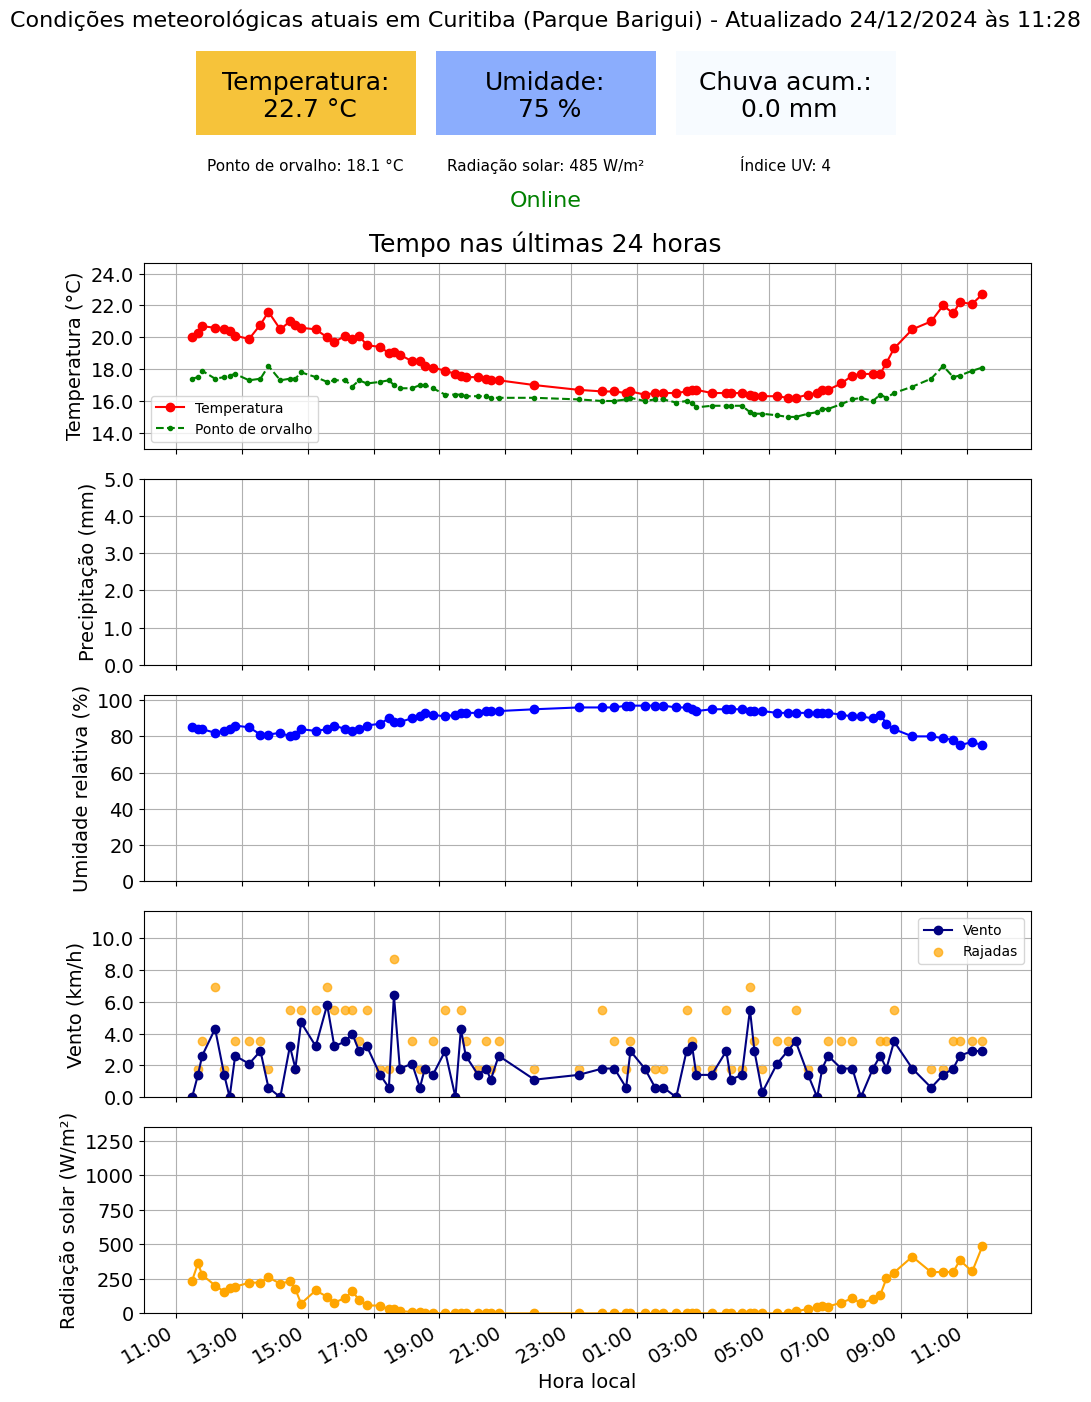 Condições meteorológicas atuais em Curitiba (Parque Barigui) - Atualizado 24/12/2024 às 11:28
Temperatura:
22.7 °C
Umidade:
75 %
Chuva acum.:
0.0 mm
Ponto de orvalho: 18.1 °C
Radiação solar: 485 W/m²
Índice UV: 4
Online
Tempo nas últimas 24 horas
Temperatura (°C)
24.0
22.0
20.0
18.0
16.0
14.0
Temperatura
Ponto de orvalho
Precipitação (mm)
5.0
4.0
3.0
2.0
1.0
0.0
Umidade relativa (%)
100
80
60
40
20
0
Vento (km/h)
10.0
8.0
6.0
4.0
2.0
0.0
Vento
Rajadas
Radiação solar (W/m²)
1250
1000
750
500
250
0
11:00
13:00
15:00
17:00
19:00
21:00
23:00
01:00
03:00
05:00
07:00
09:00
11:00
Hora local